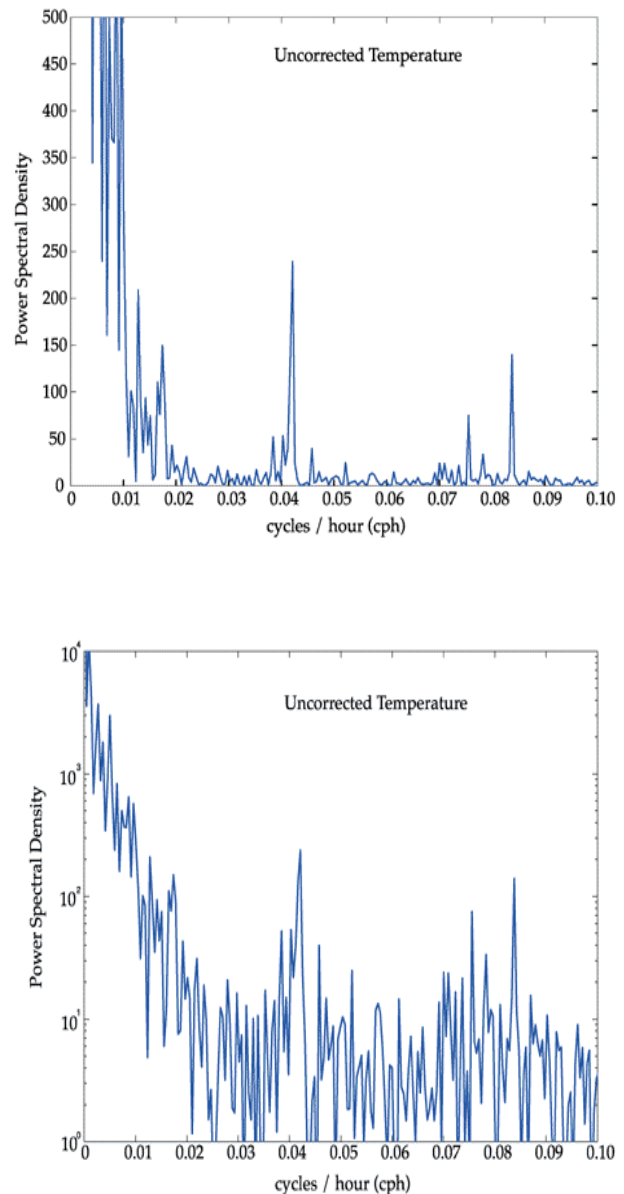 500
450
400
350
300
250
200
150
100
50
0
Power Spectral Density
Uncorrected Temperature
0 0.01 0.02 0.03 0.04 0.05 0.06 0.07 0.08 0.09 0.10
cycles / hour (cph)
10⁴
10³
10²
10¹
10⁰
Power Spectral Density
Uncorrected Temperature
0 0.01 0.02 0.03 0.04 0.05 0.06 0.07 0.08 0.09 0.10
cycles / hour (cph)